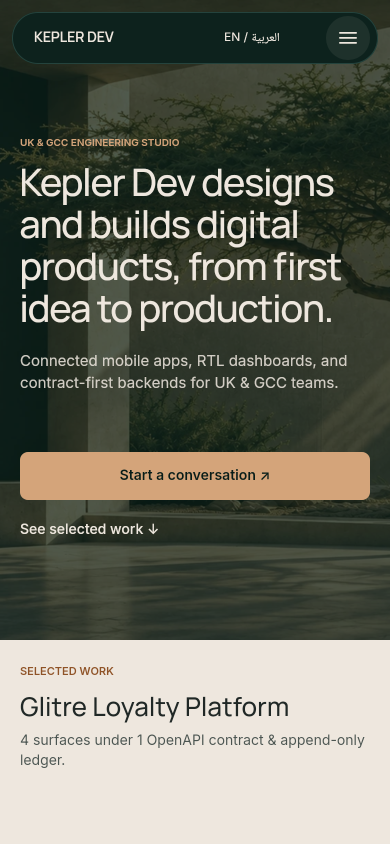 KEPLER DEV
EN / العربية
UK & GCC ENGINEERING STUDIO
Kepler Dev designs
and builds digital
products, from first
idea to production.
Connected mobile apps, RTL dashboards, and
contract-first backends for UK & GCC teams.
Start a conversation ↗
See selected work ↓
SELECTED WORK
Glitre Loyalty Platform
4 surfaces under 1 OpenAPI contract & append-only
ledger.